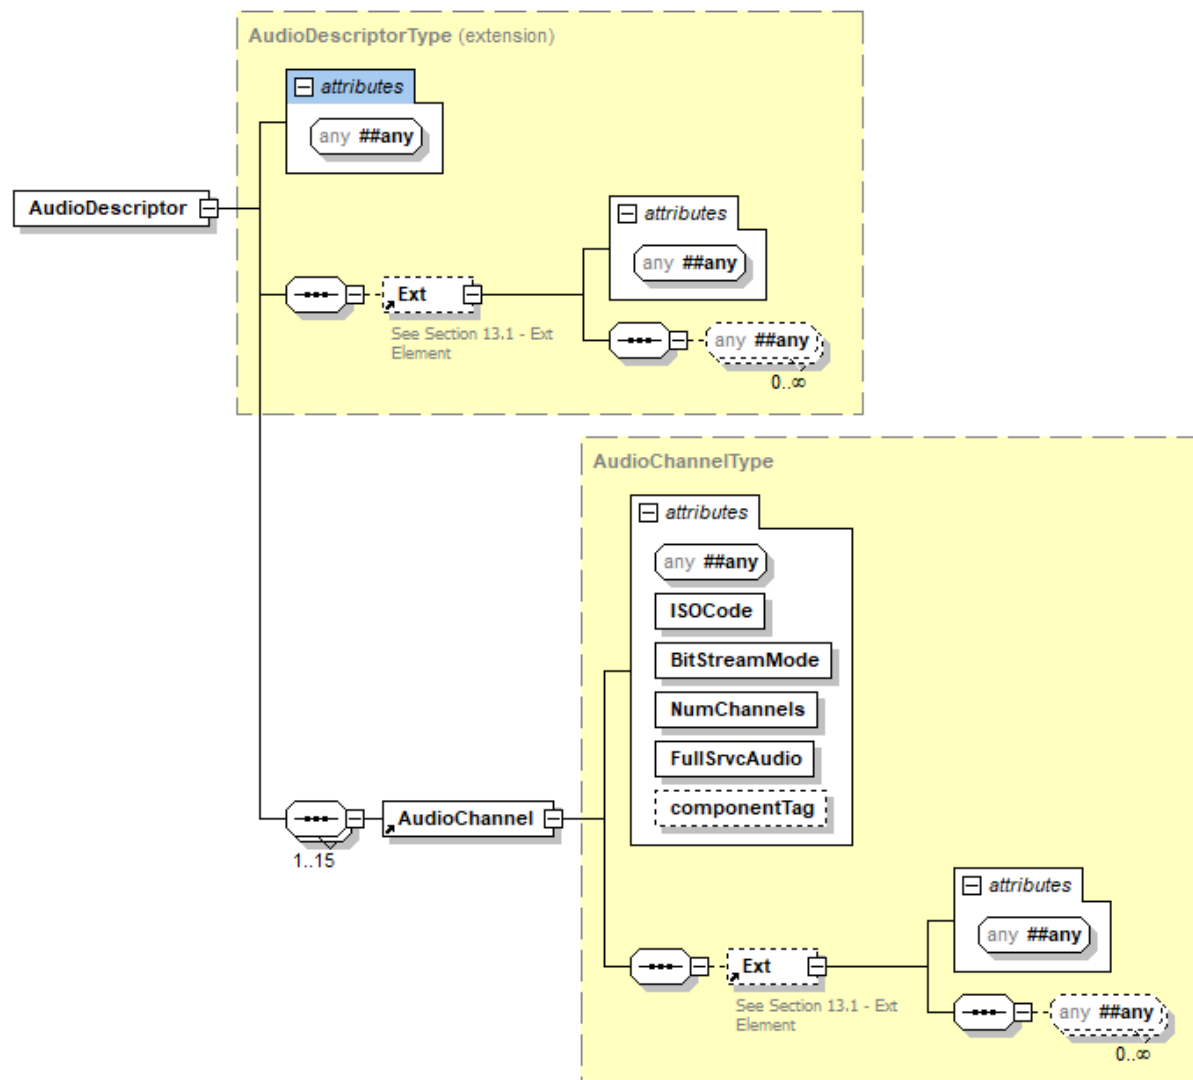 AudioDescriptorType (extension)
attributes
any ##any
AudioDescriptor
attributes
any ##any
Ext
See Section 13.1 - Ext
Element
any ##any
0..∞
AudioChannelType
attributes
any ##any
ISOCode
BitStreamMode
NumChannels
FullSrvcAudio
componentTag
AudioChannel
1..15
attributes
any ##any
Ext
See Section 13.1 - Ext
Element
any ##any
0..∞